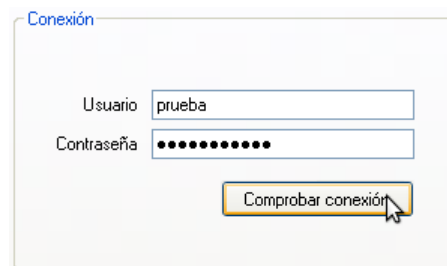 Conexión
Usuario prueba
Contraseña ●●●●●●●●●●●
Comprobar conexión